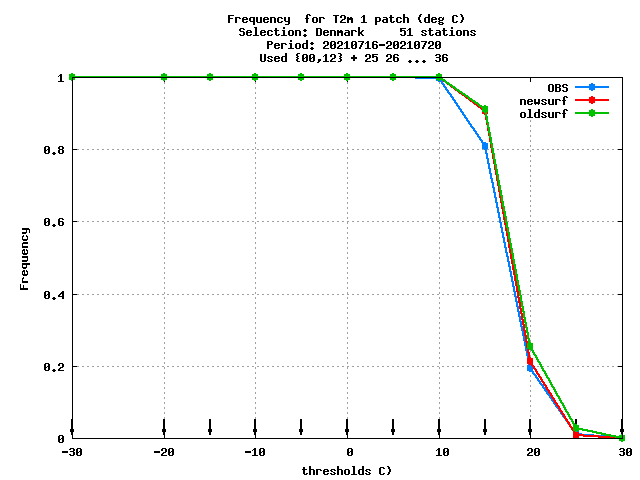 Frequency  for T2m 1 patch (deg C)
Selection: Denmark     51 stations
Period: 20210716-20210720
Used {00,12} + 25 26 ... 36
OBS
newsurf
oldsurf
1
0.8
0.6
0.4
0.2
0
Frequency
-30 -20 -10 0 10 20 30
thresholds C)